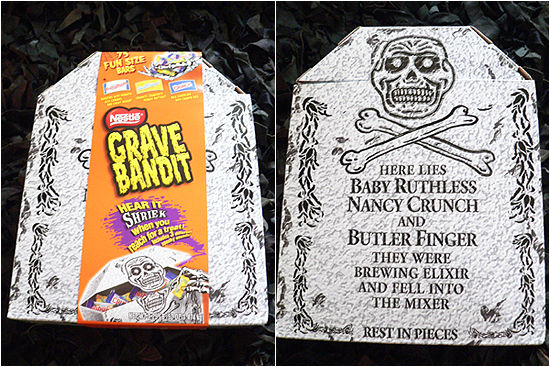 75
FUN SIZE
BARS
Nestlé
GRAVE
BANDIT
HEAR IT
SHRIEK
when you
reach for a treat!
HERE LIES
BABY RUTHLESS
NANCY CRUNCH
AND
BUTLER FINGER
THEY WERE
BREWING ELIXIR
AND FELL INTO
THE MIXER
REST IN PIECES